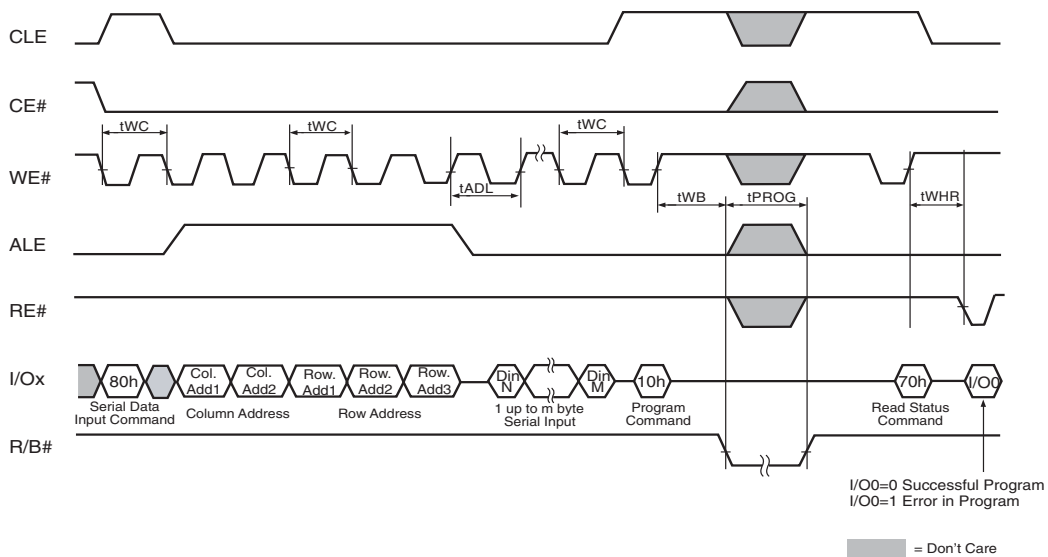 CLE
CE#
tWC
tWC
tWC
WE#
tADL
tWB
tPROG
tWHR
ALE
RE#
I/Ox
80h
Col.
Add1
Col.
Add2
Row.
Add1
Row.
Add2
Row.
Add3
Din
N
Din
M
10h
70h
I/O0
Serial Data
Input Command
Column Address
Row Address
1 up to m byte
Serial Input
Program
Command
Read Status
Command
R/B#
I/O0=0 Successful Program
I/O0=1 Error in Program
= Don't Care